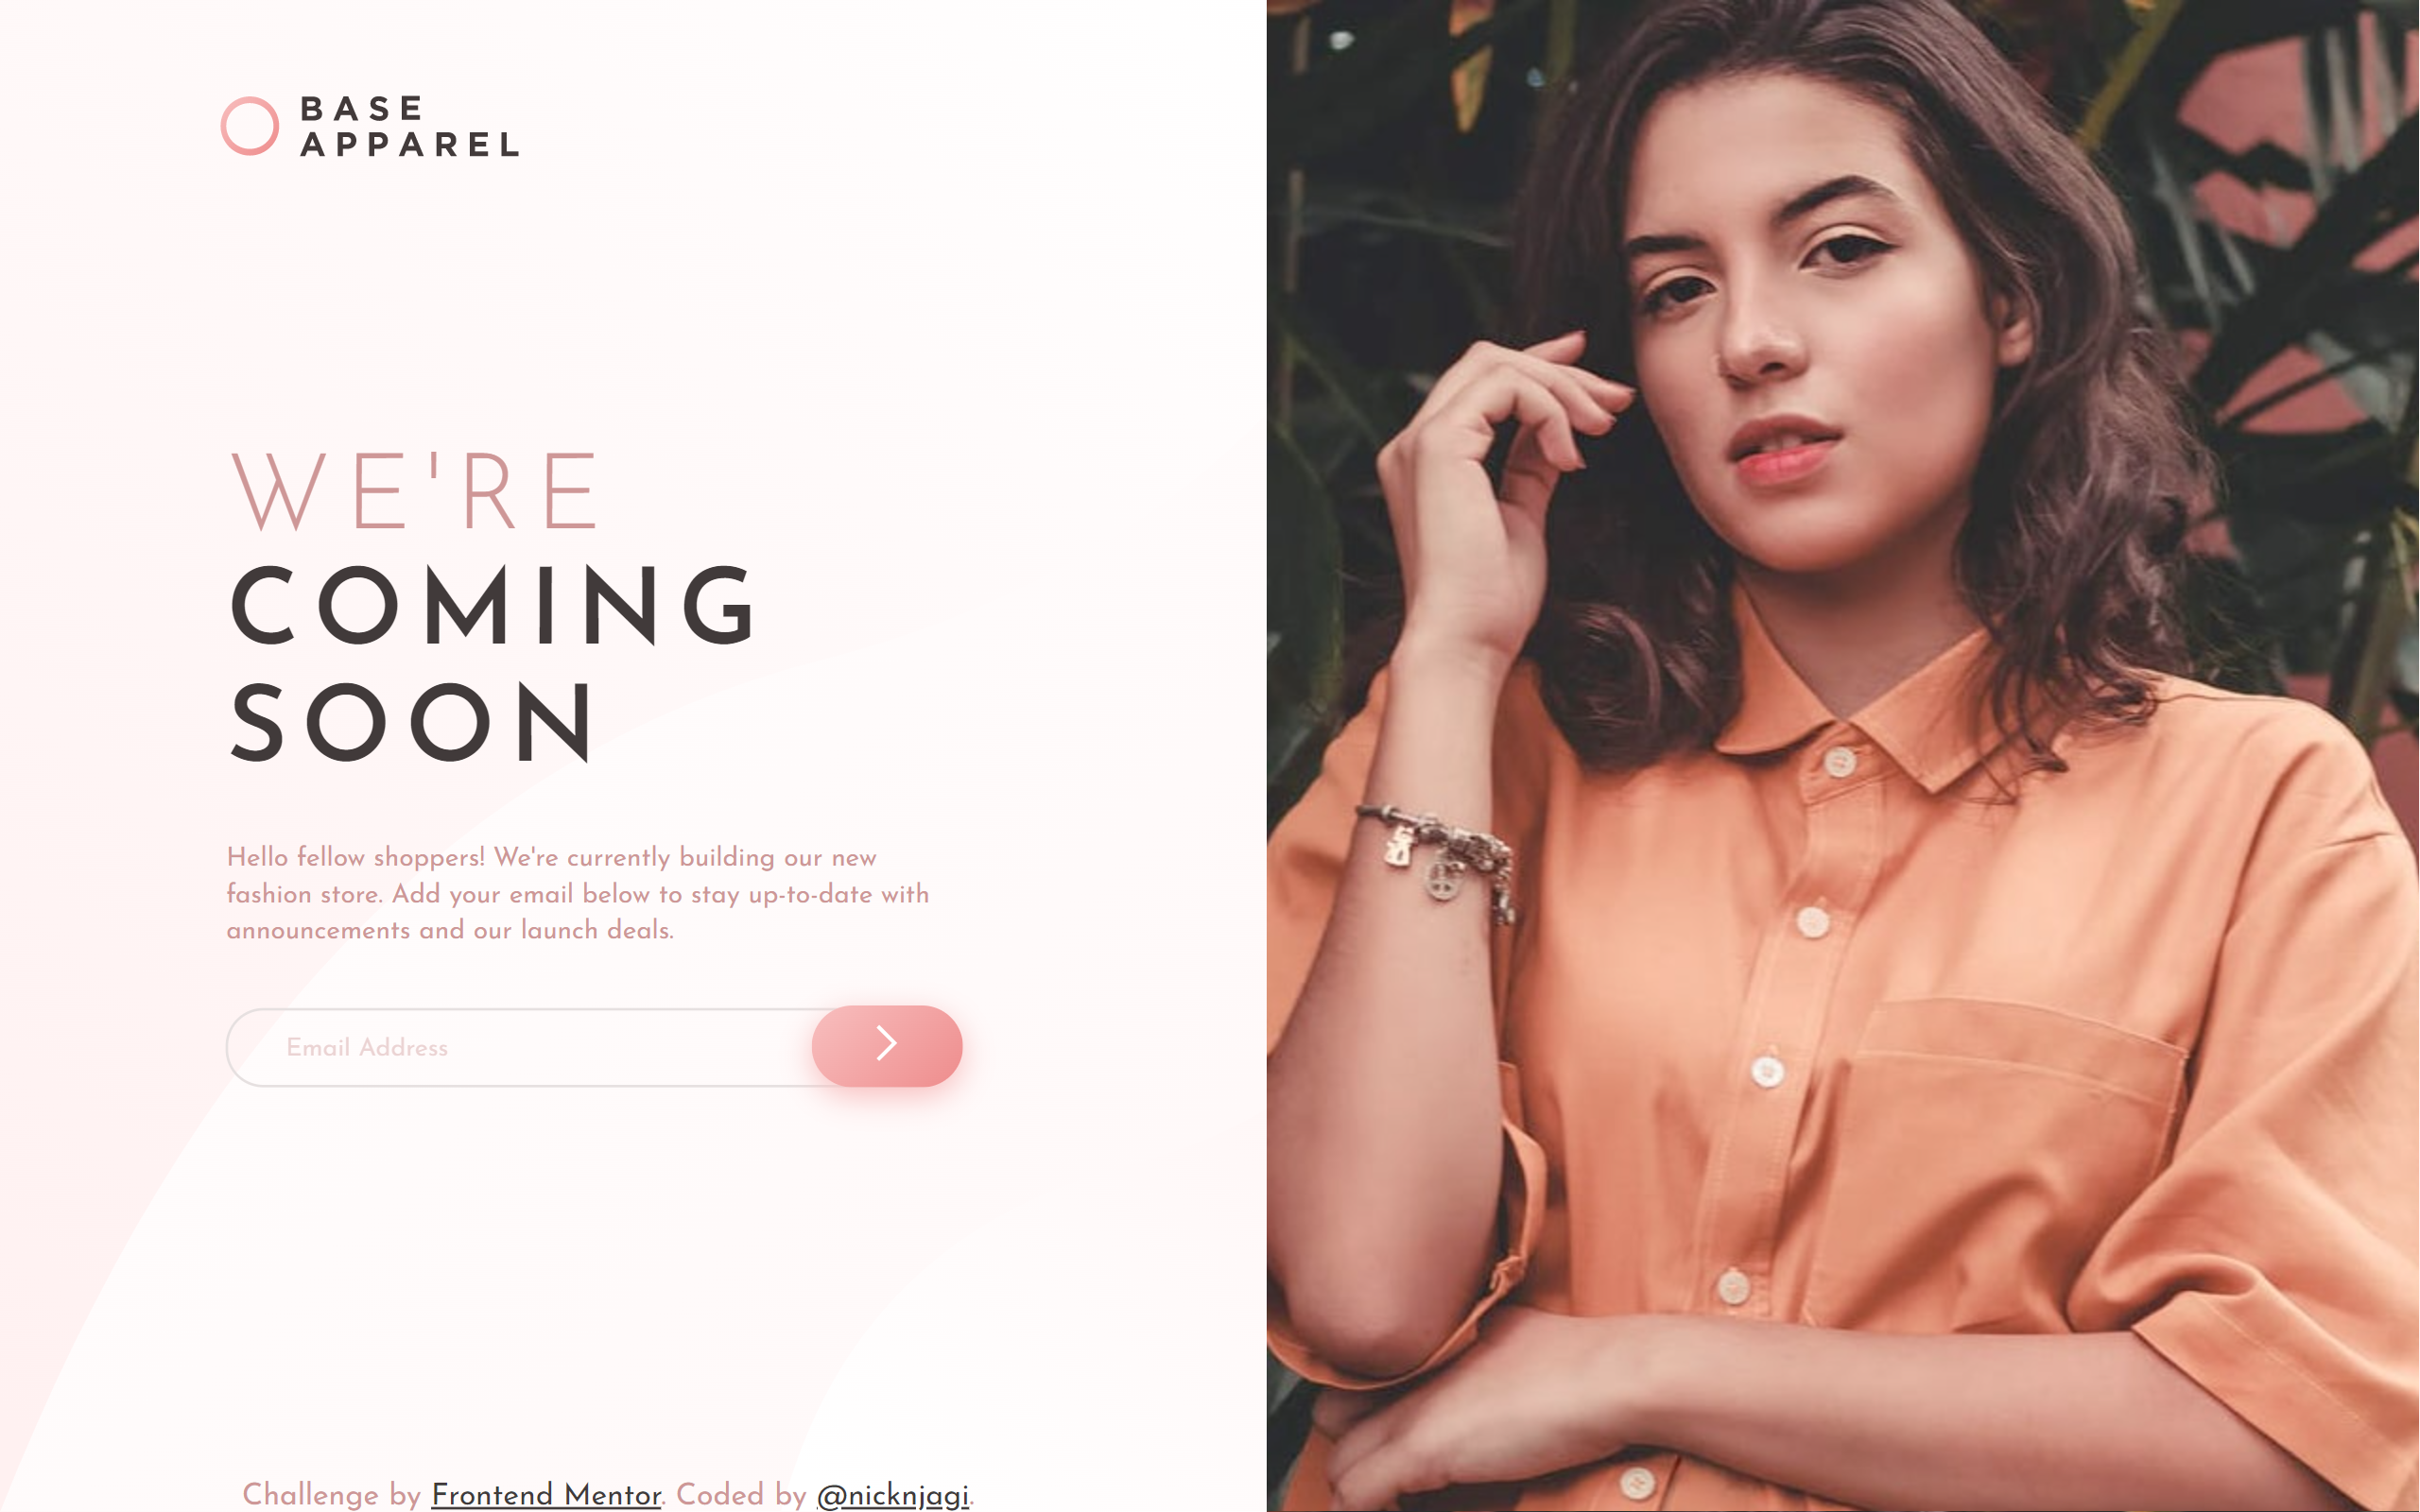 BASE
APPAREL
WE'RE
COMING
SOON
Hello fellow shoppers! We're currently building our new
fashion store. Add your email below to stay up-to-date with
announcements and our launch deals.
Email Address
Challenge by Frontend Mentor. Coded by @nicknjagi.